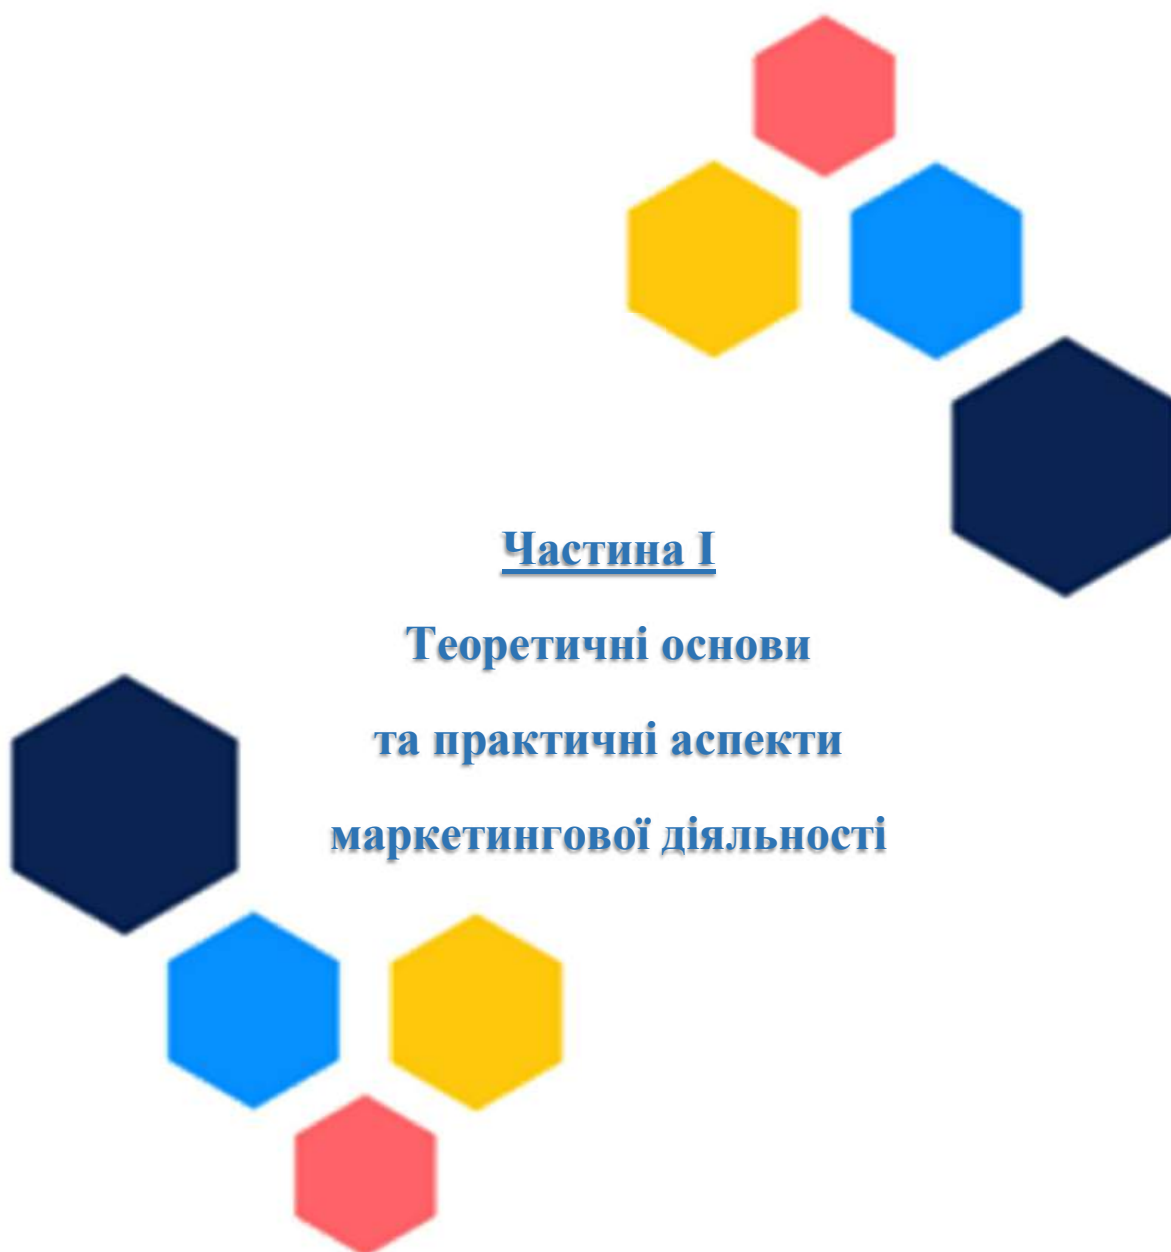 Частина І
Теоретичні основи
та практичні аспекти
маркетингової діяльності